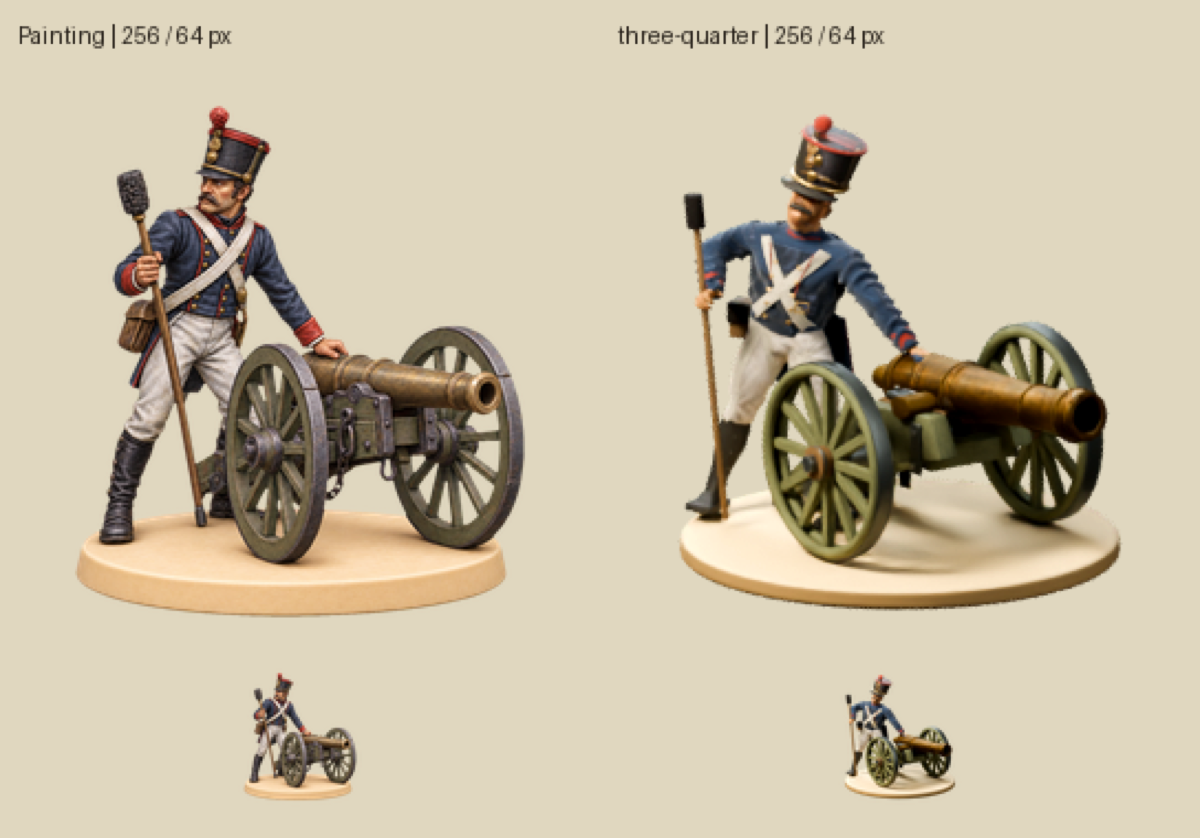 Painting | 256 / 64 px
three-quarter | 256 / 64 px